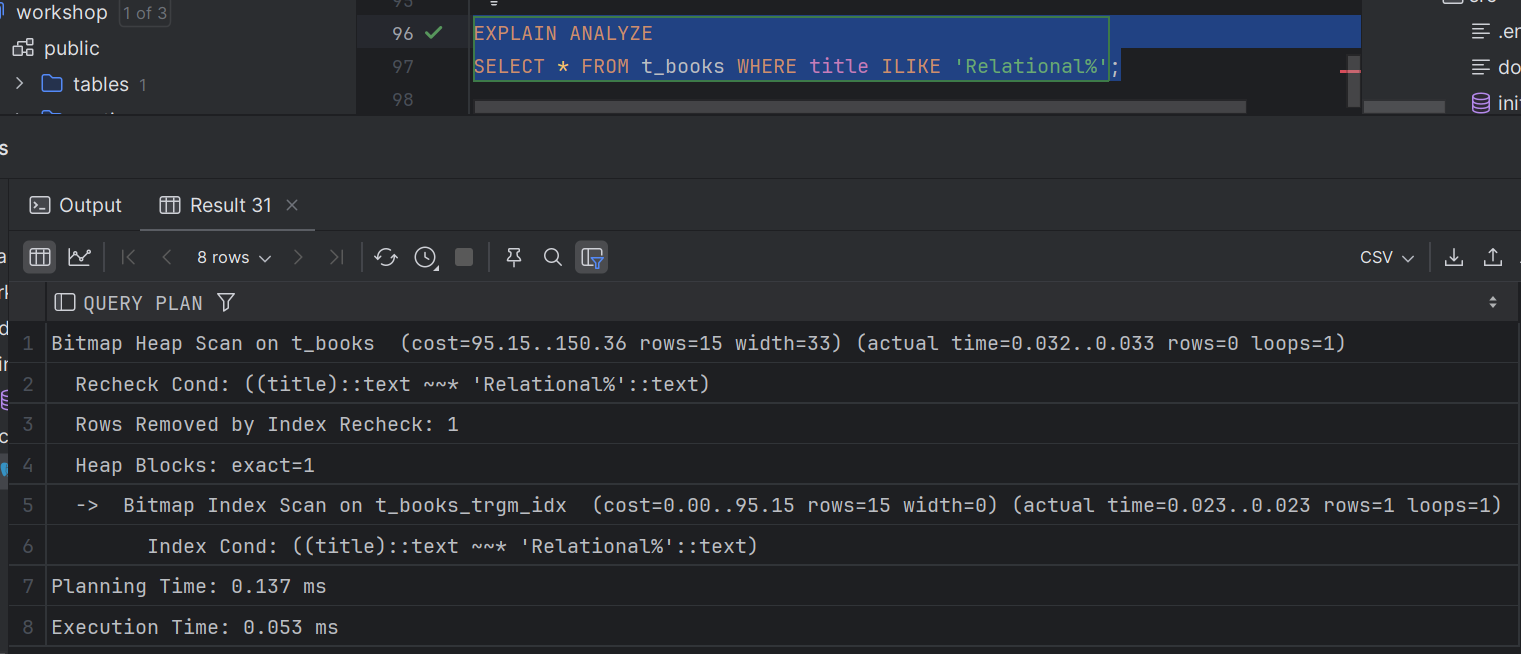 workshop 1 of 3
public
tables 1
95
96 EXPLAIN ANALYZE
97 SELECT * FROM t_books WHERE title ILIKE 'Relational%';
98
Output
Result 31
8 rows
CSV
QUERY PLAN
1 Bitmap Heap Scan on t_books (cost=95.15..150.36 rows=15 width=33) (actual time=0.032..0.033 rows=0 loops=1)
2 Recheck Cond: ((title)::text ~~* 'Relational%'::text)
3 Rows Removed by Index Recheck: 1
4 Heap Blocks: exact=1
5 -> Bitmap Index Scan on t_books_trgm_idx (cost=0.00..95.15 rows=15 width=0) (actual time=0.023..0.023 rows=1 loops=1)
6 Index Cond: ((title)::text ~~* 'Relational%'::text)
7 Planning Time: 0.137 ms
8 Execution Time: 0.053 ms